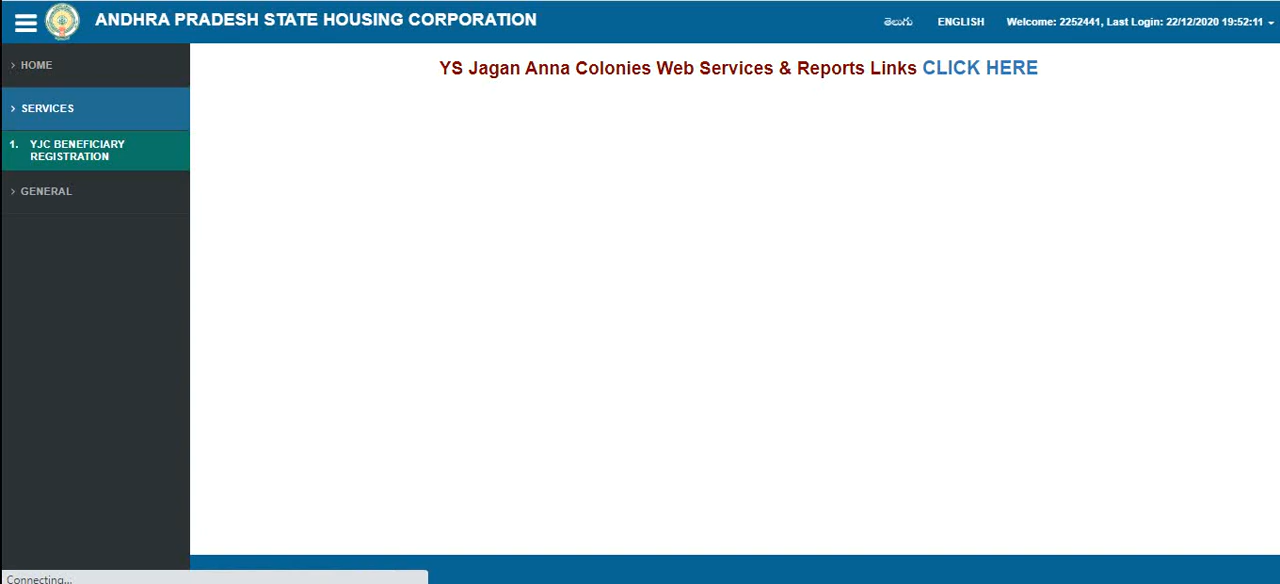 ANDHRA PRADESH STATE HOUSING CORPORATION
తెలుగు ENGLISH Welcome: 2252441, Last Login: 22/12/2020 19:52:11
HOME
YS Jagan Anna Colonies Web Services & Reports Links CLICK HERE
SERVICES
1. YJC BENEFICIARY
REGISTRATION
GENERAL
Connecting...